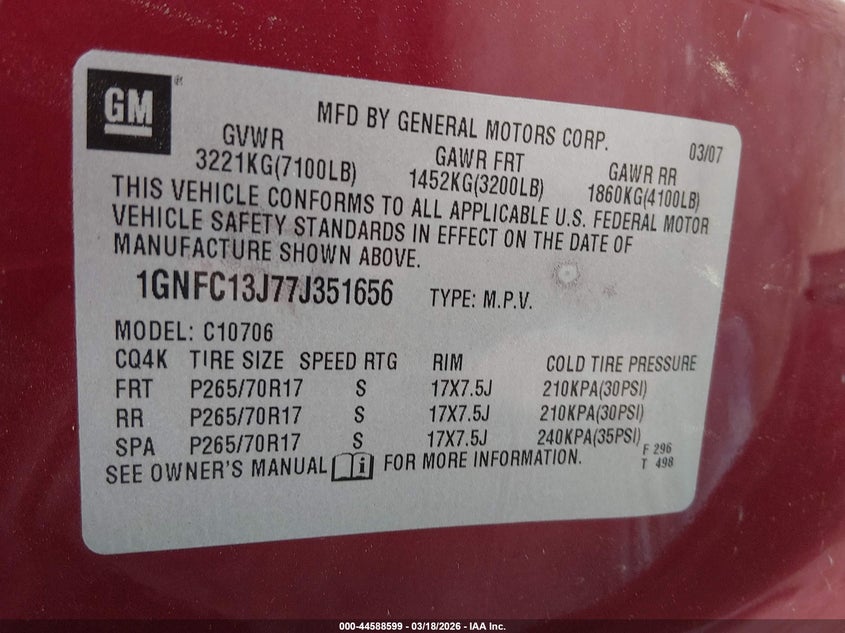 GM
MFD BY GENERAL MOTORS CORP. 03/07
GVWR GAWR FRT GAWR RR
3221KG(7100LB) 1452KG(3200LB) 1860KG(4100LB)
THIS VEHICLE CONFORMS TO ALL APPLICABLE U.S. FEDERAL MOTOR
VEHICLE SAFETY STANDARDS IN EFFECT ON THE DATE OF
MANUFACTURE SHOWN ABOVE.
1GNFC13J77J351656 TYPE: M.P.V.
MODEL: C10706
CQ4K TIRE SIZE SPEED RTG RIM COLD TIRE PRESSURE
FRT P265/70R17 S 17X7.5J 210KPA(30PSI)
RR P265/70R17 S 17X7.5J 210KPA(30PSI)
SPA P265/70R17 S 17X7.5J 240KPA(35PSI)
SEE OWNER'S MANUAL i FOR MORE INFORMATION.
F 296
T 498
000-44588599 — 03/18/2026 — IAA Inc.